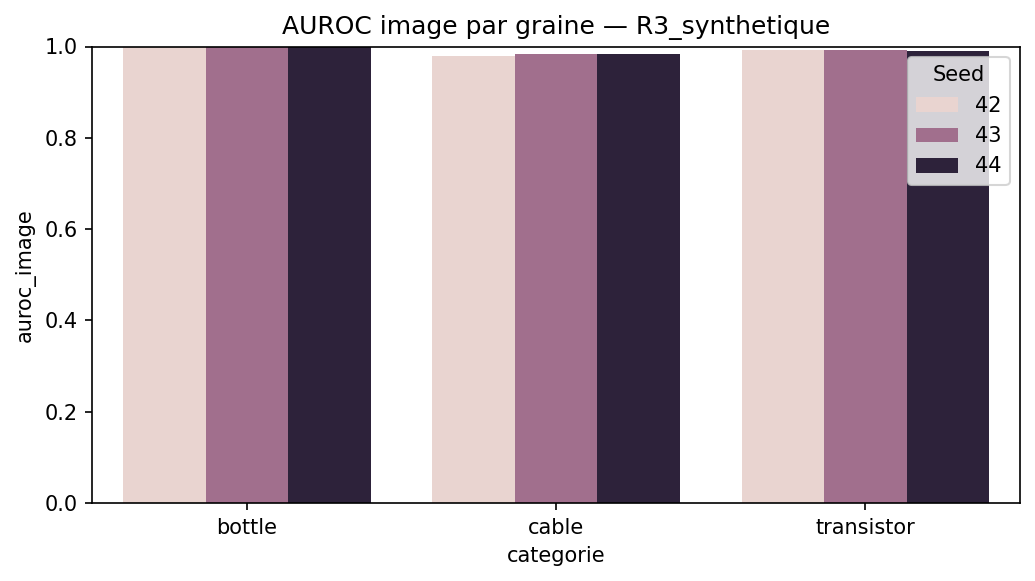 AUROC image par graine — R3_synthetique
1.0
0.8
0.6
0.4
0.2
0.0
auroc_image
Seed
42
43
44
bottle
cable
transistor
categorie